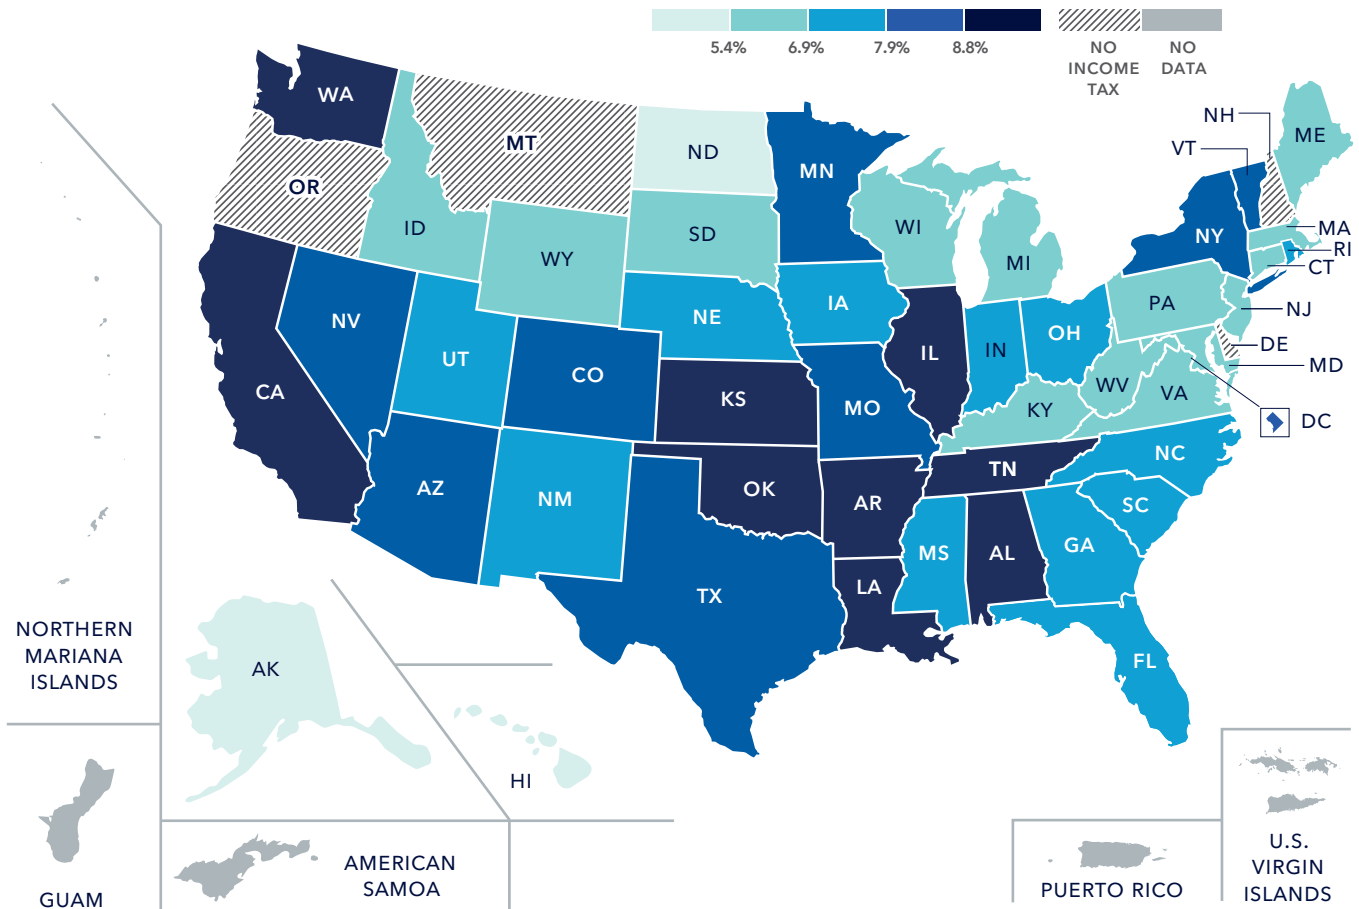 5.4%
6.9%
7.9%
8.8%
NO
INCOME
TAX
NO
DATA
WA
MT
ND
MN
OR
ID
SD
WY
WI
MI
NH
VT
ME
NY
MA
RI
CT
NJ
PA
DE
MD
DC
NV
UT
NE
IA
CO
IL
IN
OH
CA
KS
MO
KY
WV
VA
AZ
NM
OK
AR
TN
NC
SC
MS
AL
GA
TX
LA
FL
NORTHERN
MARIANA
ISLANDS
AK
HI
GUAM
AMERICAN
SAMOA
PUERTO RICO
U.S.
VIRGIN
ISLANDS